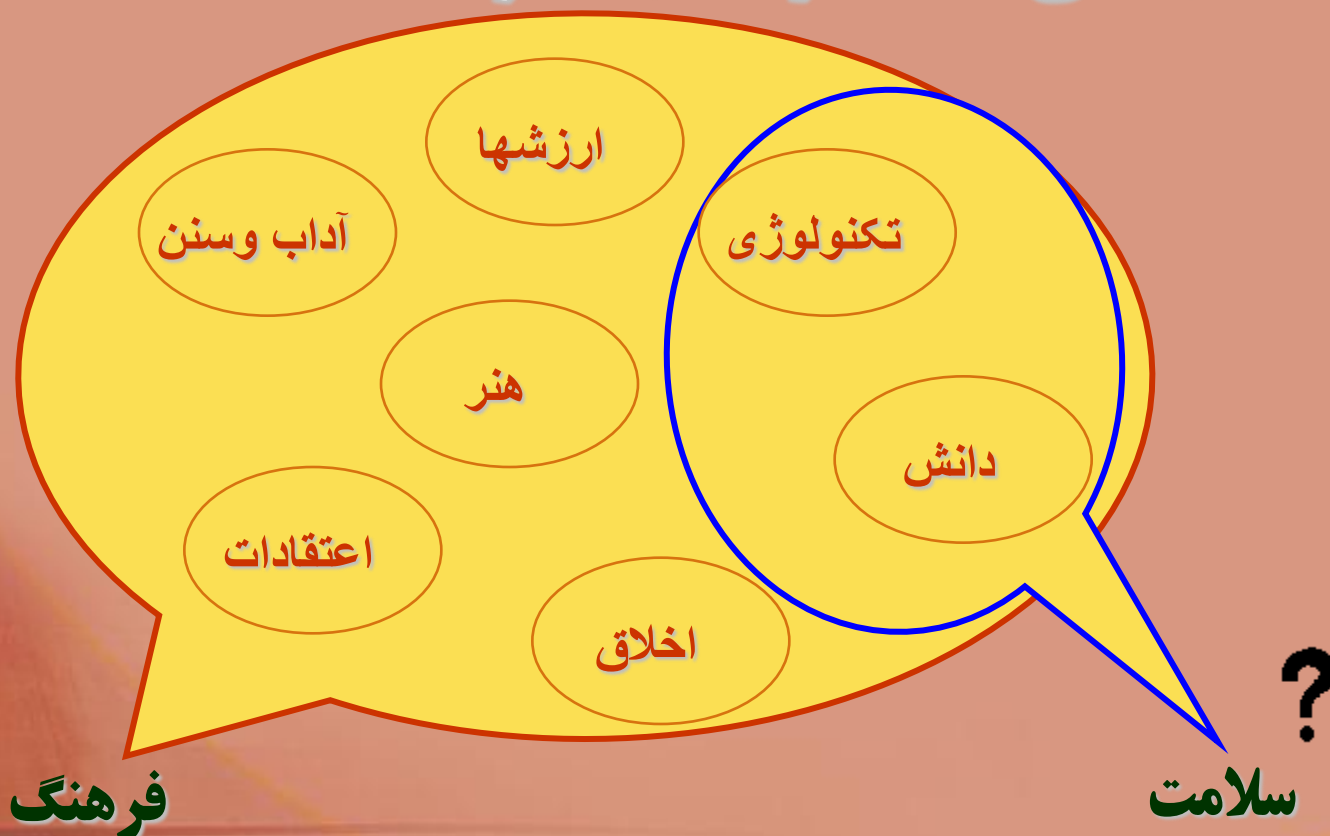 ارزشها
آداب وسنن
تکنولوژی
هنر
دانش
اعتقادات
اخلاق
?
سلامت
فرهنگ